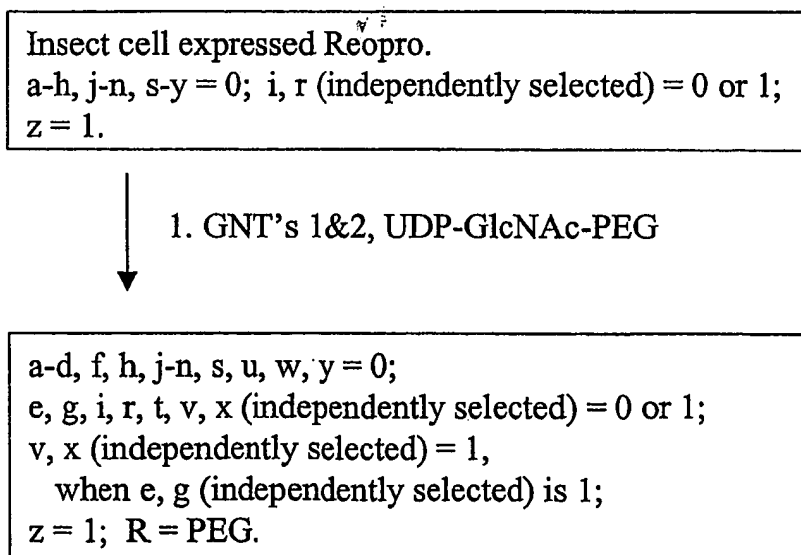 Insect cell expressed Reopro.
a-h, j-n, s-y = 0; i, r (independently selected) = 0 or 1;
z = 1.
1. GNT's 1&2, UDP-GlcNAc-PEG
a-d, f, h, j-n, s, u, w, y = 0;
e, g, i, r, t, v, x (independently selected) = 0 or 1;
v, x (independently selected) = 1,
when e, g (independently selected) is 1;
z = 1; R = PEG.